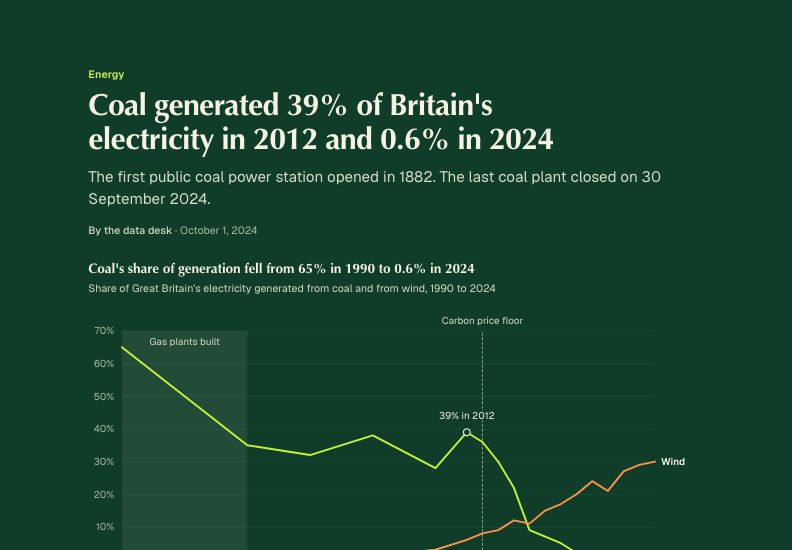 Energy
Coal generated 39% of Britain's
electricity in 2012 and 0.6% in 2024
The first public coal power station opened in 1882. The last coal plant closed on 30
September 2024.
By the data desk · October 1, 2024
Coal's share of generation fell from 65% in 1990 to 0.6% in 2024
Share of Great Britain's electricity generated from coal and from wind, 1990 to 2024
Carbon price floor
70%
Gas plants built
60%
50%
39% in 2012
40%
30%
Wind
20%
10%